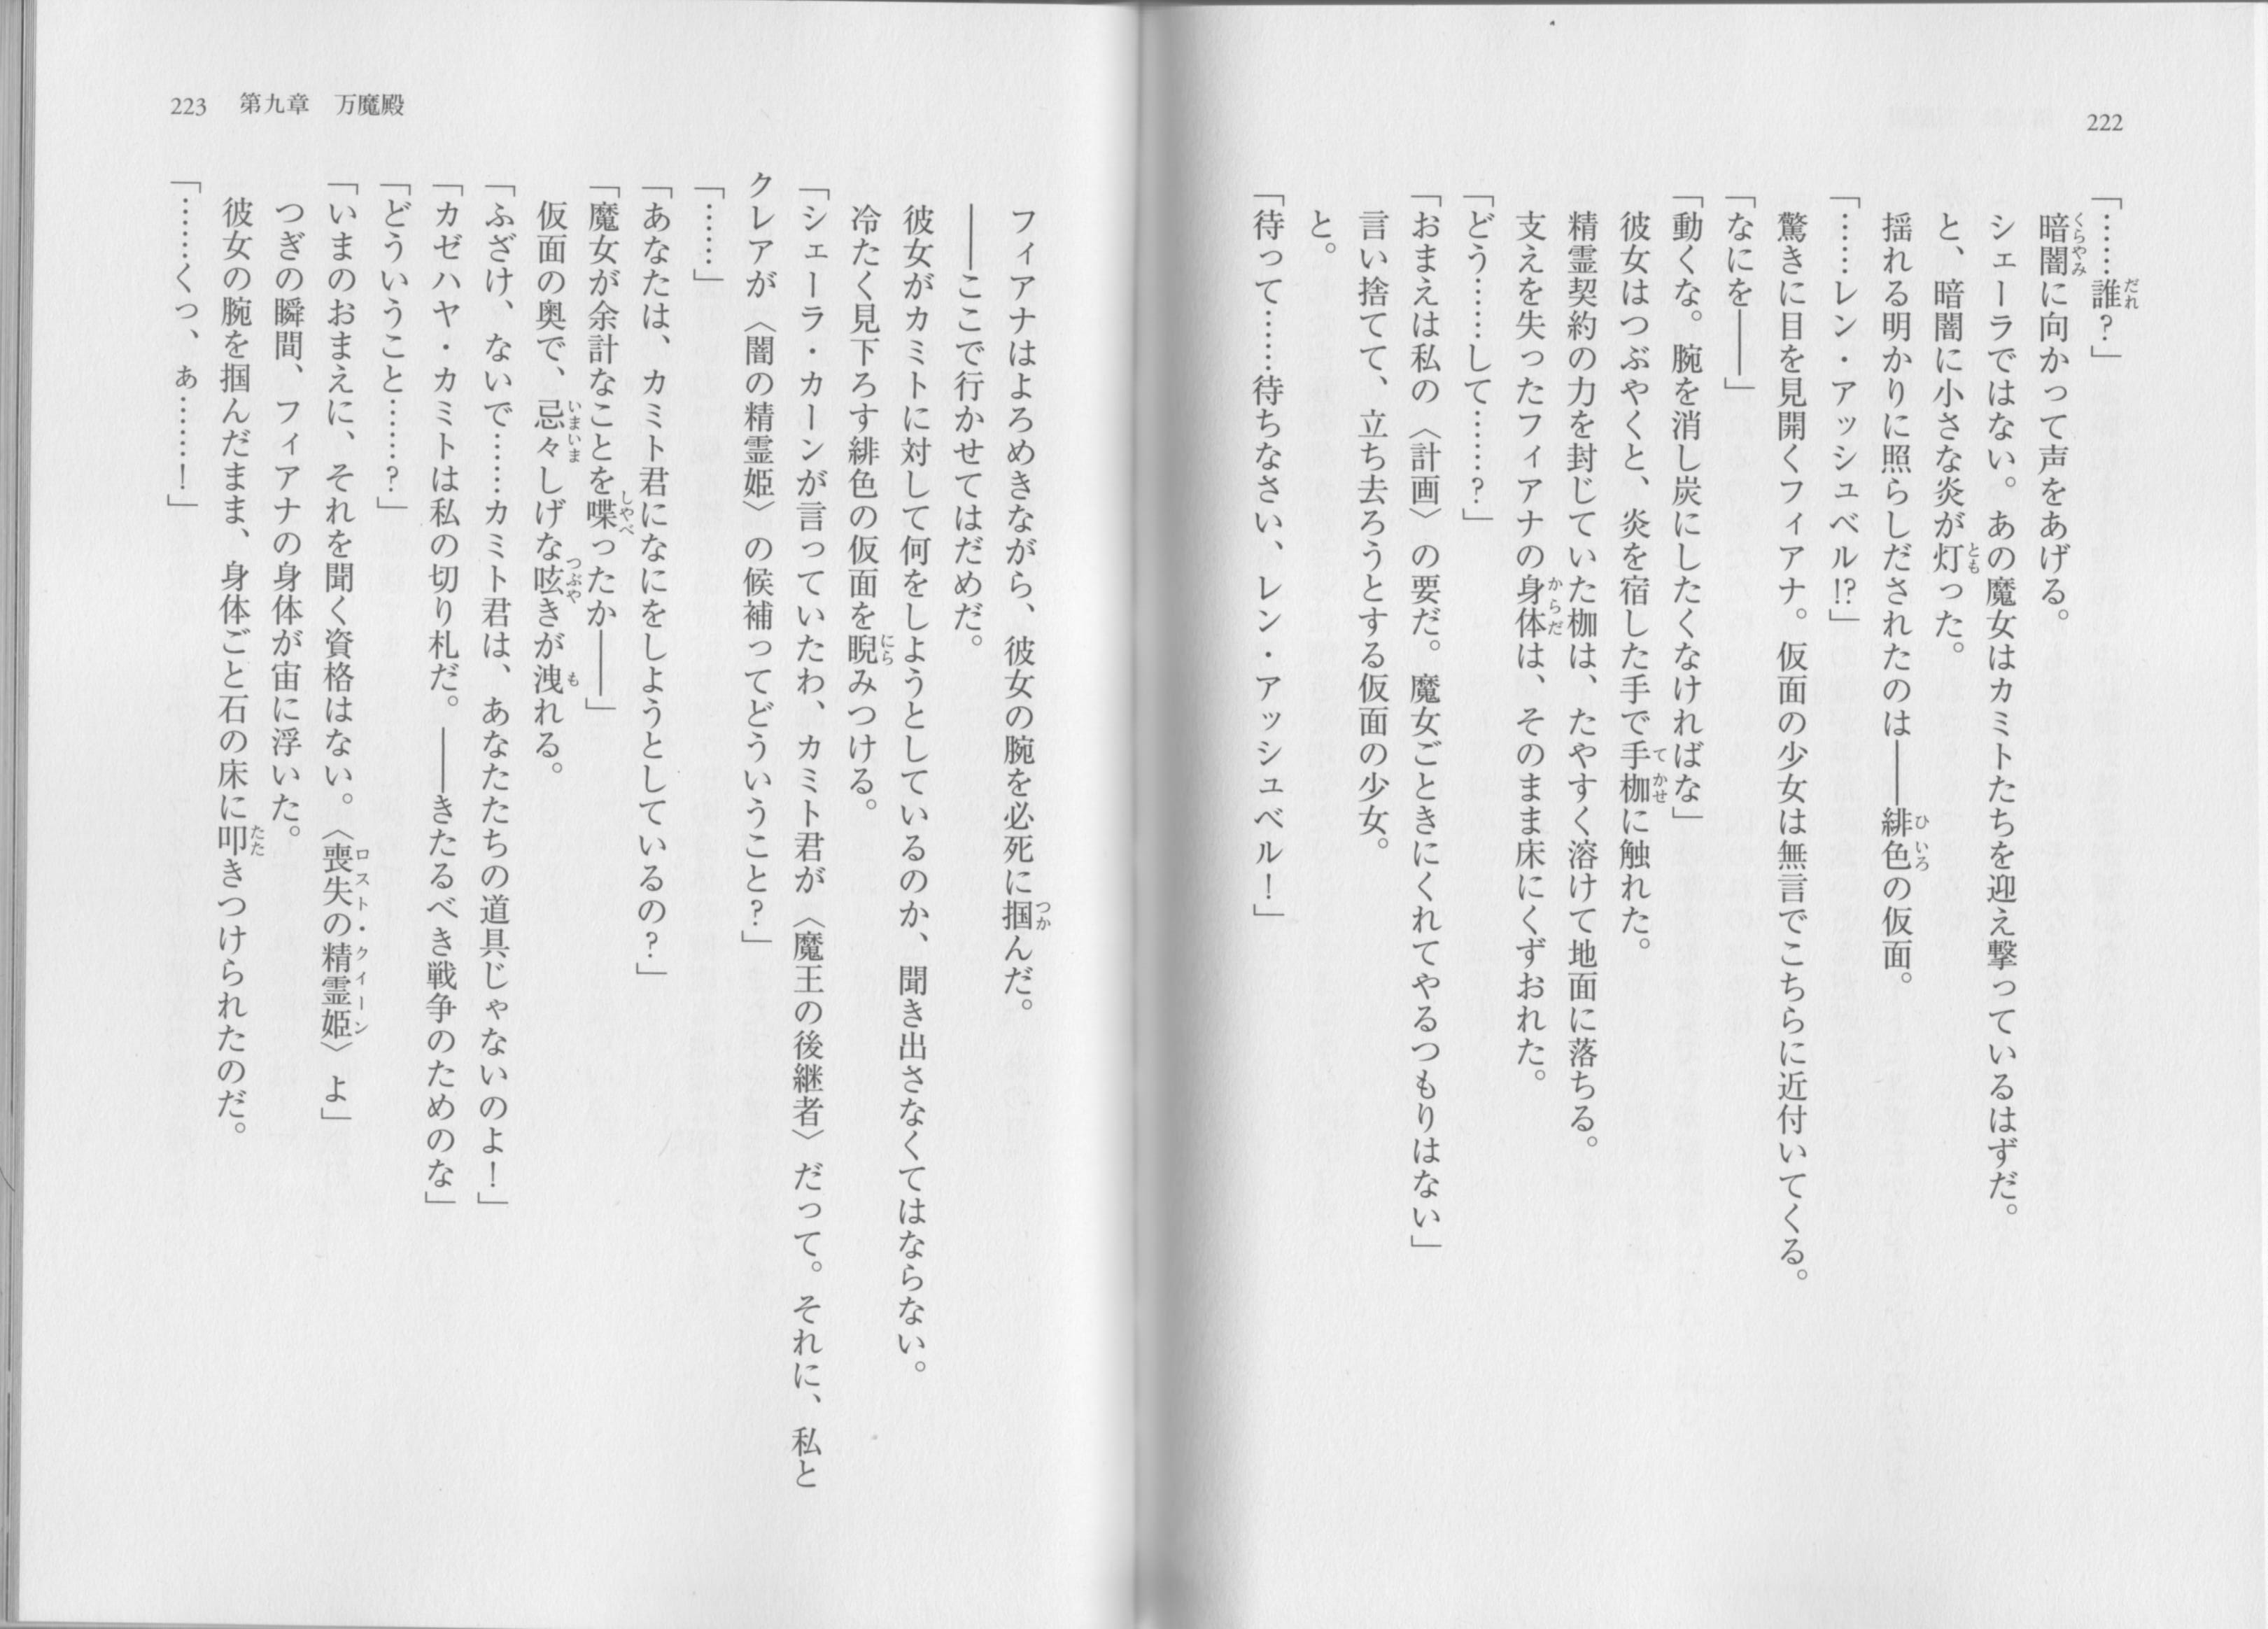 222
「……誰?」
暗闇に向かって声をあげる。
シェーラではない。あの魔女はカミトたちを迎え撃っているはずだ。
と、暗闇に小さな炎が灯った。
揺れる明かりに照らしだされたのは――緋色の仮面。
「……レン・アッシュベル!?」
驚きに目を見開くフィアナ。仮面の少女は無言でこちらに近付いてくる。
「なにを――」
「動くな。腕を消し炭にしたくなければな」
彼女はつぶやくと、炎を宿した手で手枷に触れた。
精霊契約の力を封じていた枷は、たやすく溶けて地面に落ちる。
支えを失ったフィアナの身体は、そのまま床にくずおれた。
「どう……して……?」
「おまえは私の〈計画〉の要だ。魔女ごときにくれてやるつもりはない」
言い捨てて、立ち去ろうとする仮面の少女。
と。
「待って……待ちなさい、レン・アッシュベル!」
223 第九章 万魔殿
フィアナはよろめきながら、彼女の腕を必死に掴んだ。
――ここで行かせてはだめだ。
彼女がカミトに対して何をしようとしているのか、聞き出さなくてはならない。
冷たく見下ろす緋色の仮面を睨みつける。
「シェーラ・カーンが言っていたわ、カミト君が〈魔王の後継者〉だって。それに、私と
クレアが〈闇の精霊姫〉の候補ってどういうこと?」
「……」
「あなたは、カミト君になにをしようとしているの?」
「魔女が余計なことを喋ったか――」
仮面の奥で、忌々しげな呟きが洩れる。
「ふざけ、ないで……カミト君は、あなたたちの道具じゃないのよ!」
「カゼハヤ・カミトは私の切り札だ。――きたるべき戦争のためのな」
「どういうこと……?」
「いまのおまえに、それを聞く資格はない。〈喪失の精霊姫〉よ」
つぎの瞬間、フィアナの身体が宙に浮いた。
彼女の腕を掴んだまま、身体ごと石の床に叩きつけられたのだ。
「……くっ、ぁ……!」